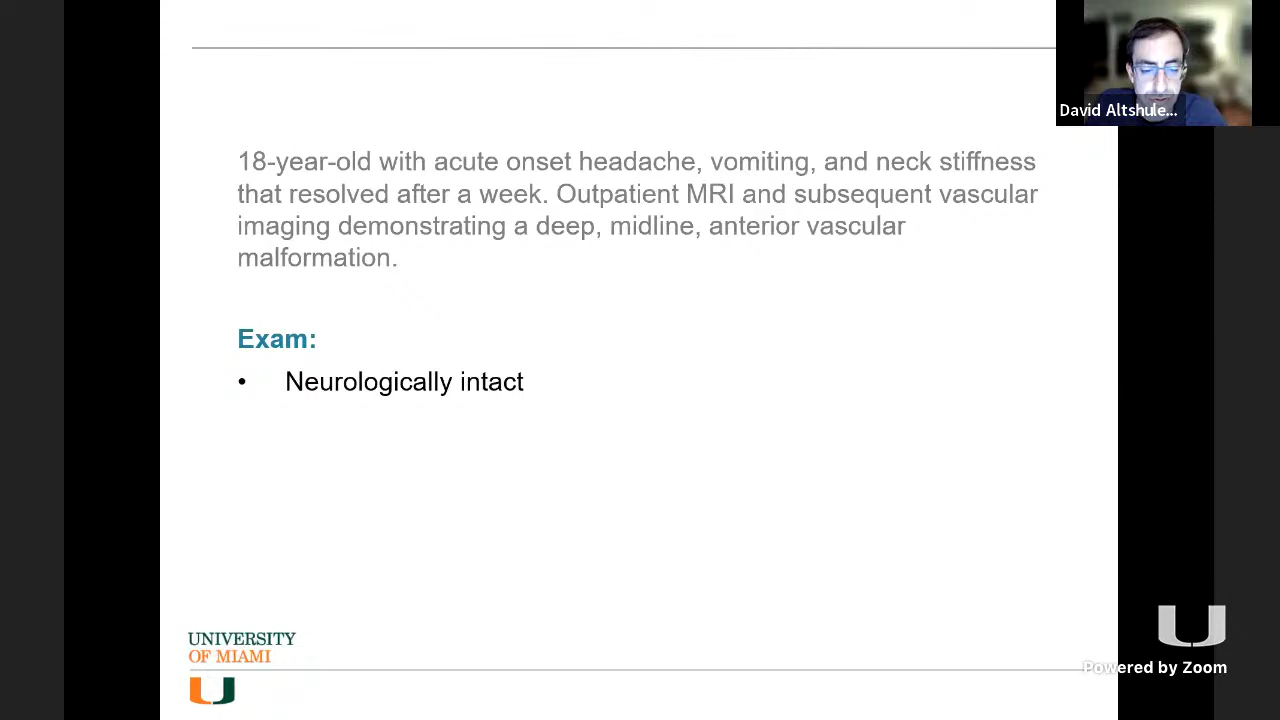 David Altshule...
18-year-old with acute onset headache, vomiting, and neck stiffness
that resolved after a week. Outpatient MRI and subsequent vascular
imaging demonstrating a deep, midline, anterior vascular
malformation.
Exam:
• Neurologically intact
UNIVERSITY
OF MIAMI
U
U
Powered by Zoom